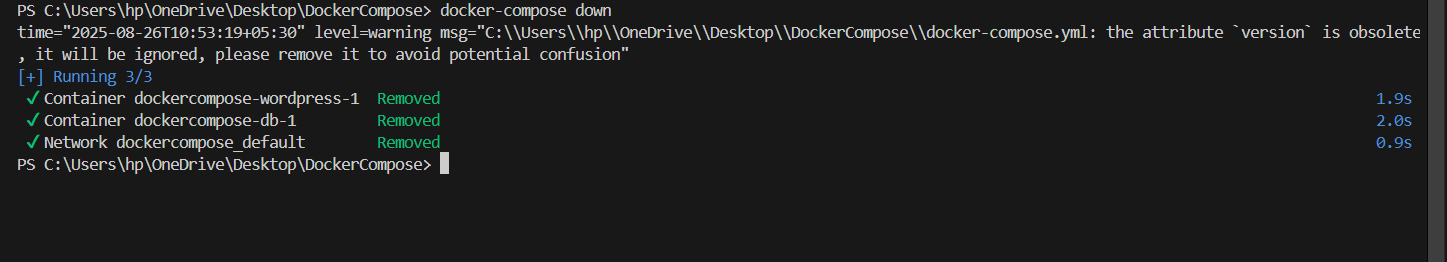 PS C:\Users\hp\OneDrive\Desktop\DockerCompose> docker-compose down
time="2025-08-26T10:53:19+05:30" level=warning msg="C:\\Users\\hp\\OneDrive\\Desktop\\DockerCompose\\docker-compose.yml: the attribute `version` is obsolete
, it will be ignored, please remove it to avoid potential confusion"
[+] Running 3/3
✔ Container dockercompose-wordpress-1 Removed 1.9s
✔ Container dockercompose-db-1 Removed 2.0s
✔ Network dockercompose_default Removed 0.9s
PS C:\Users\hp\OneDrive\Desktop\DockerCompose>